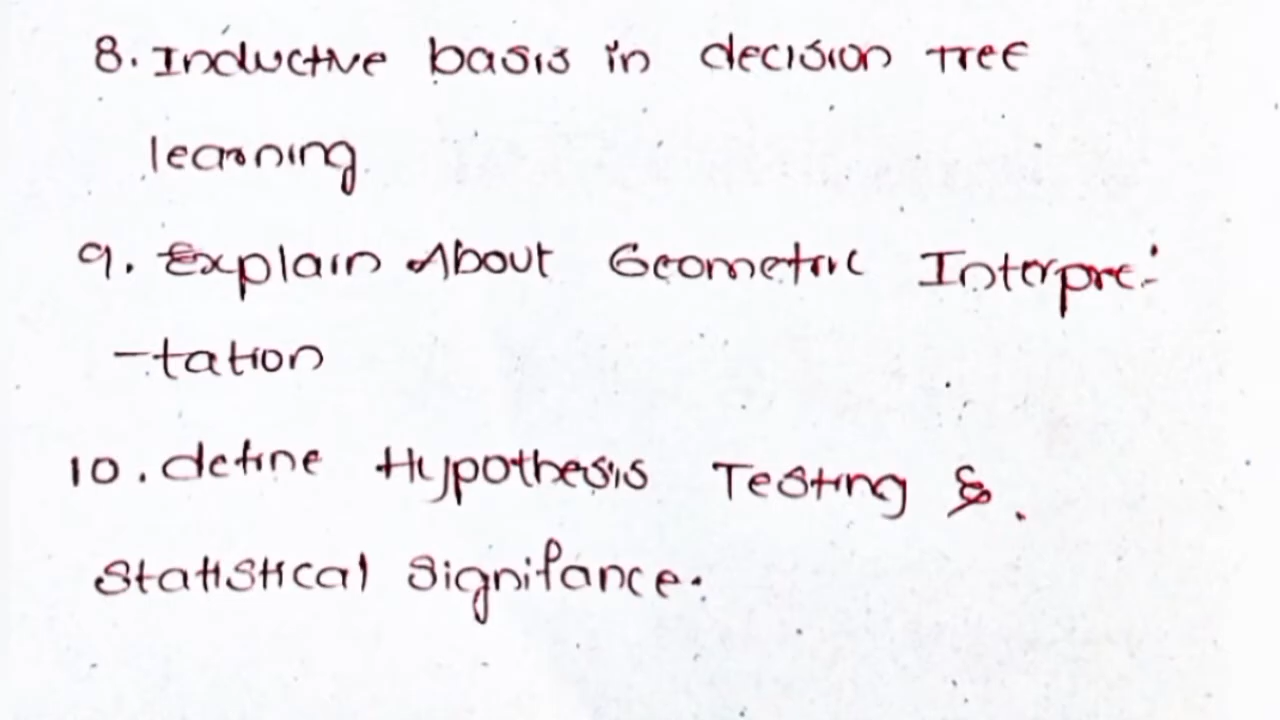 8. Inductive basis in decision tree
learning
9. Explain About Geometric Interpre-
-tation
10. define Hypothesis Testing &
Statistical Signifance.